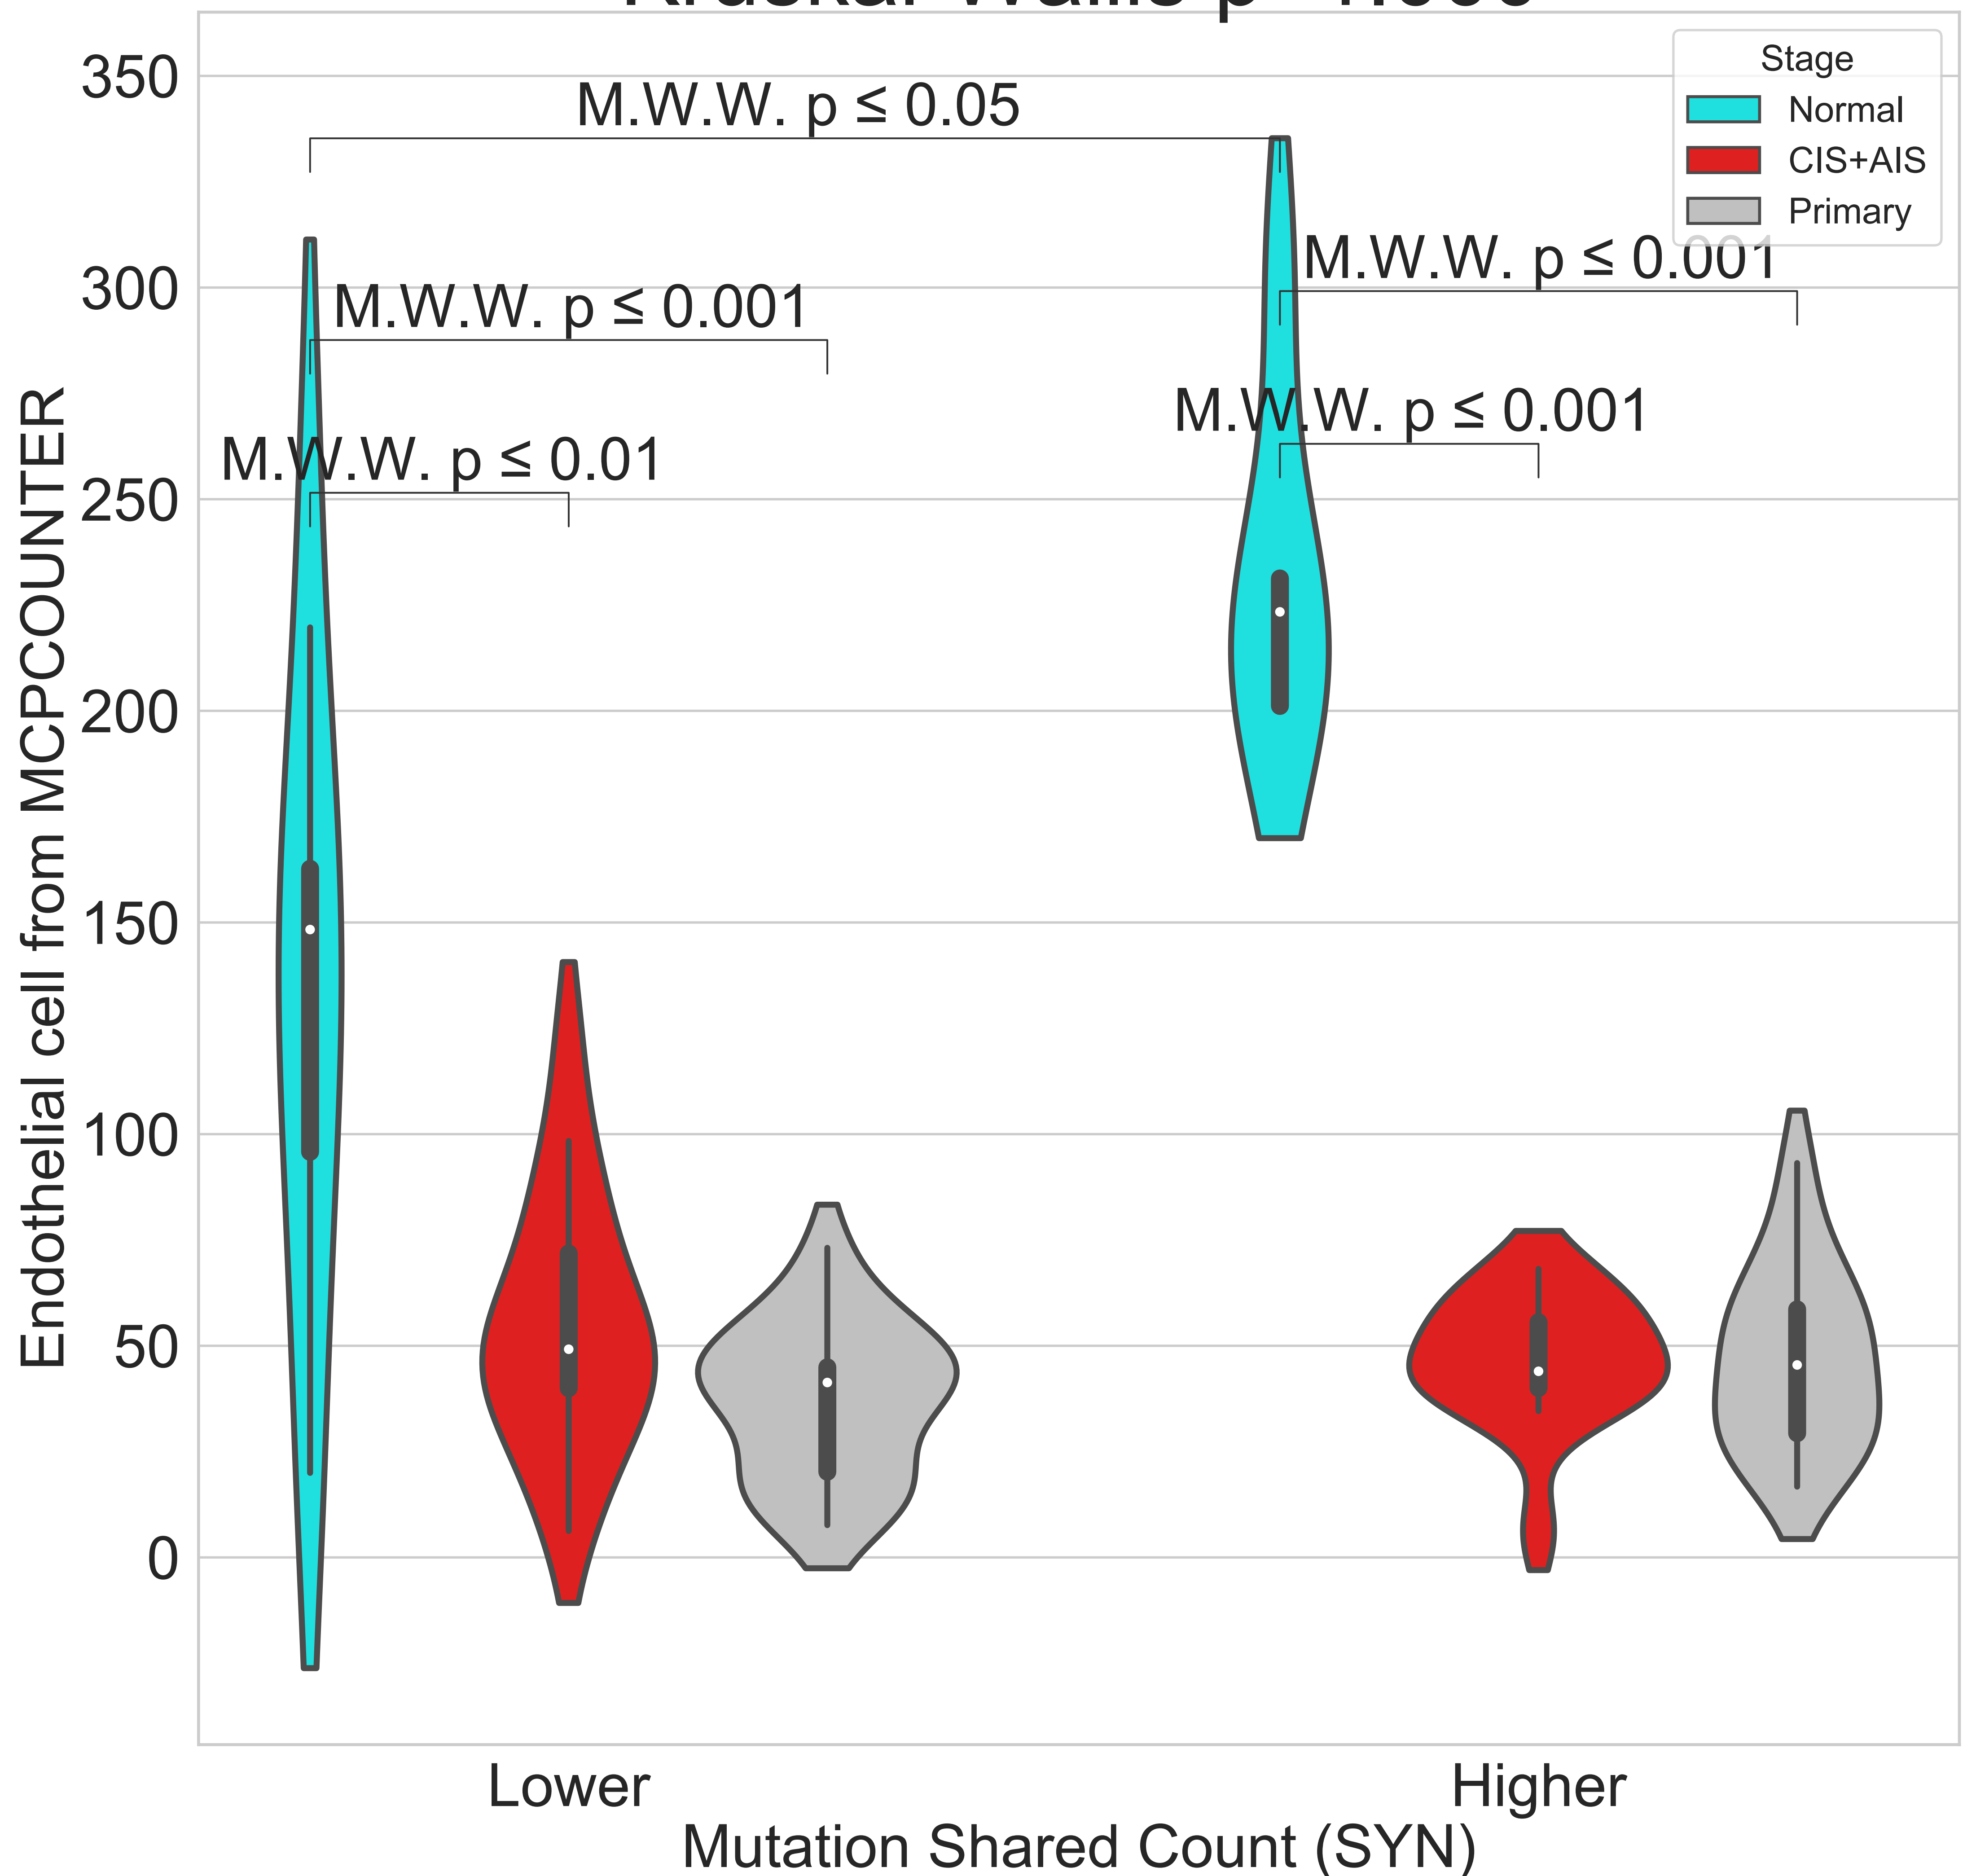 350
300
250
200
150
100
50
0
Endothelial cell from MCPCOUNTER
M.W.W. p ≤ 0.05
M.W.W. p ≤ 0.001
M.W.W. p ≤ 0.01
M.W.W. p ≤ 0.001
M.W.W. p ≤ 0.001
Stage
Normal
CIS+AIS
Primary
Lower
Higher
Mutation Shared Count (SYN)